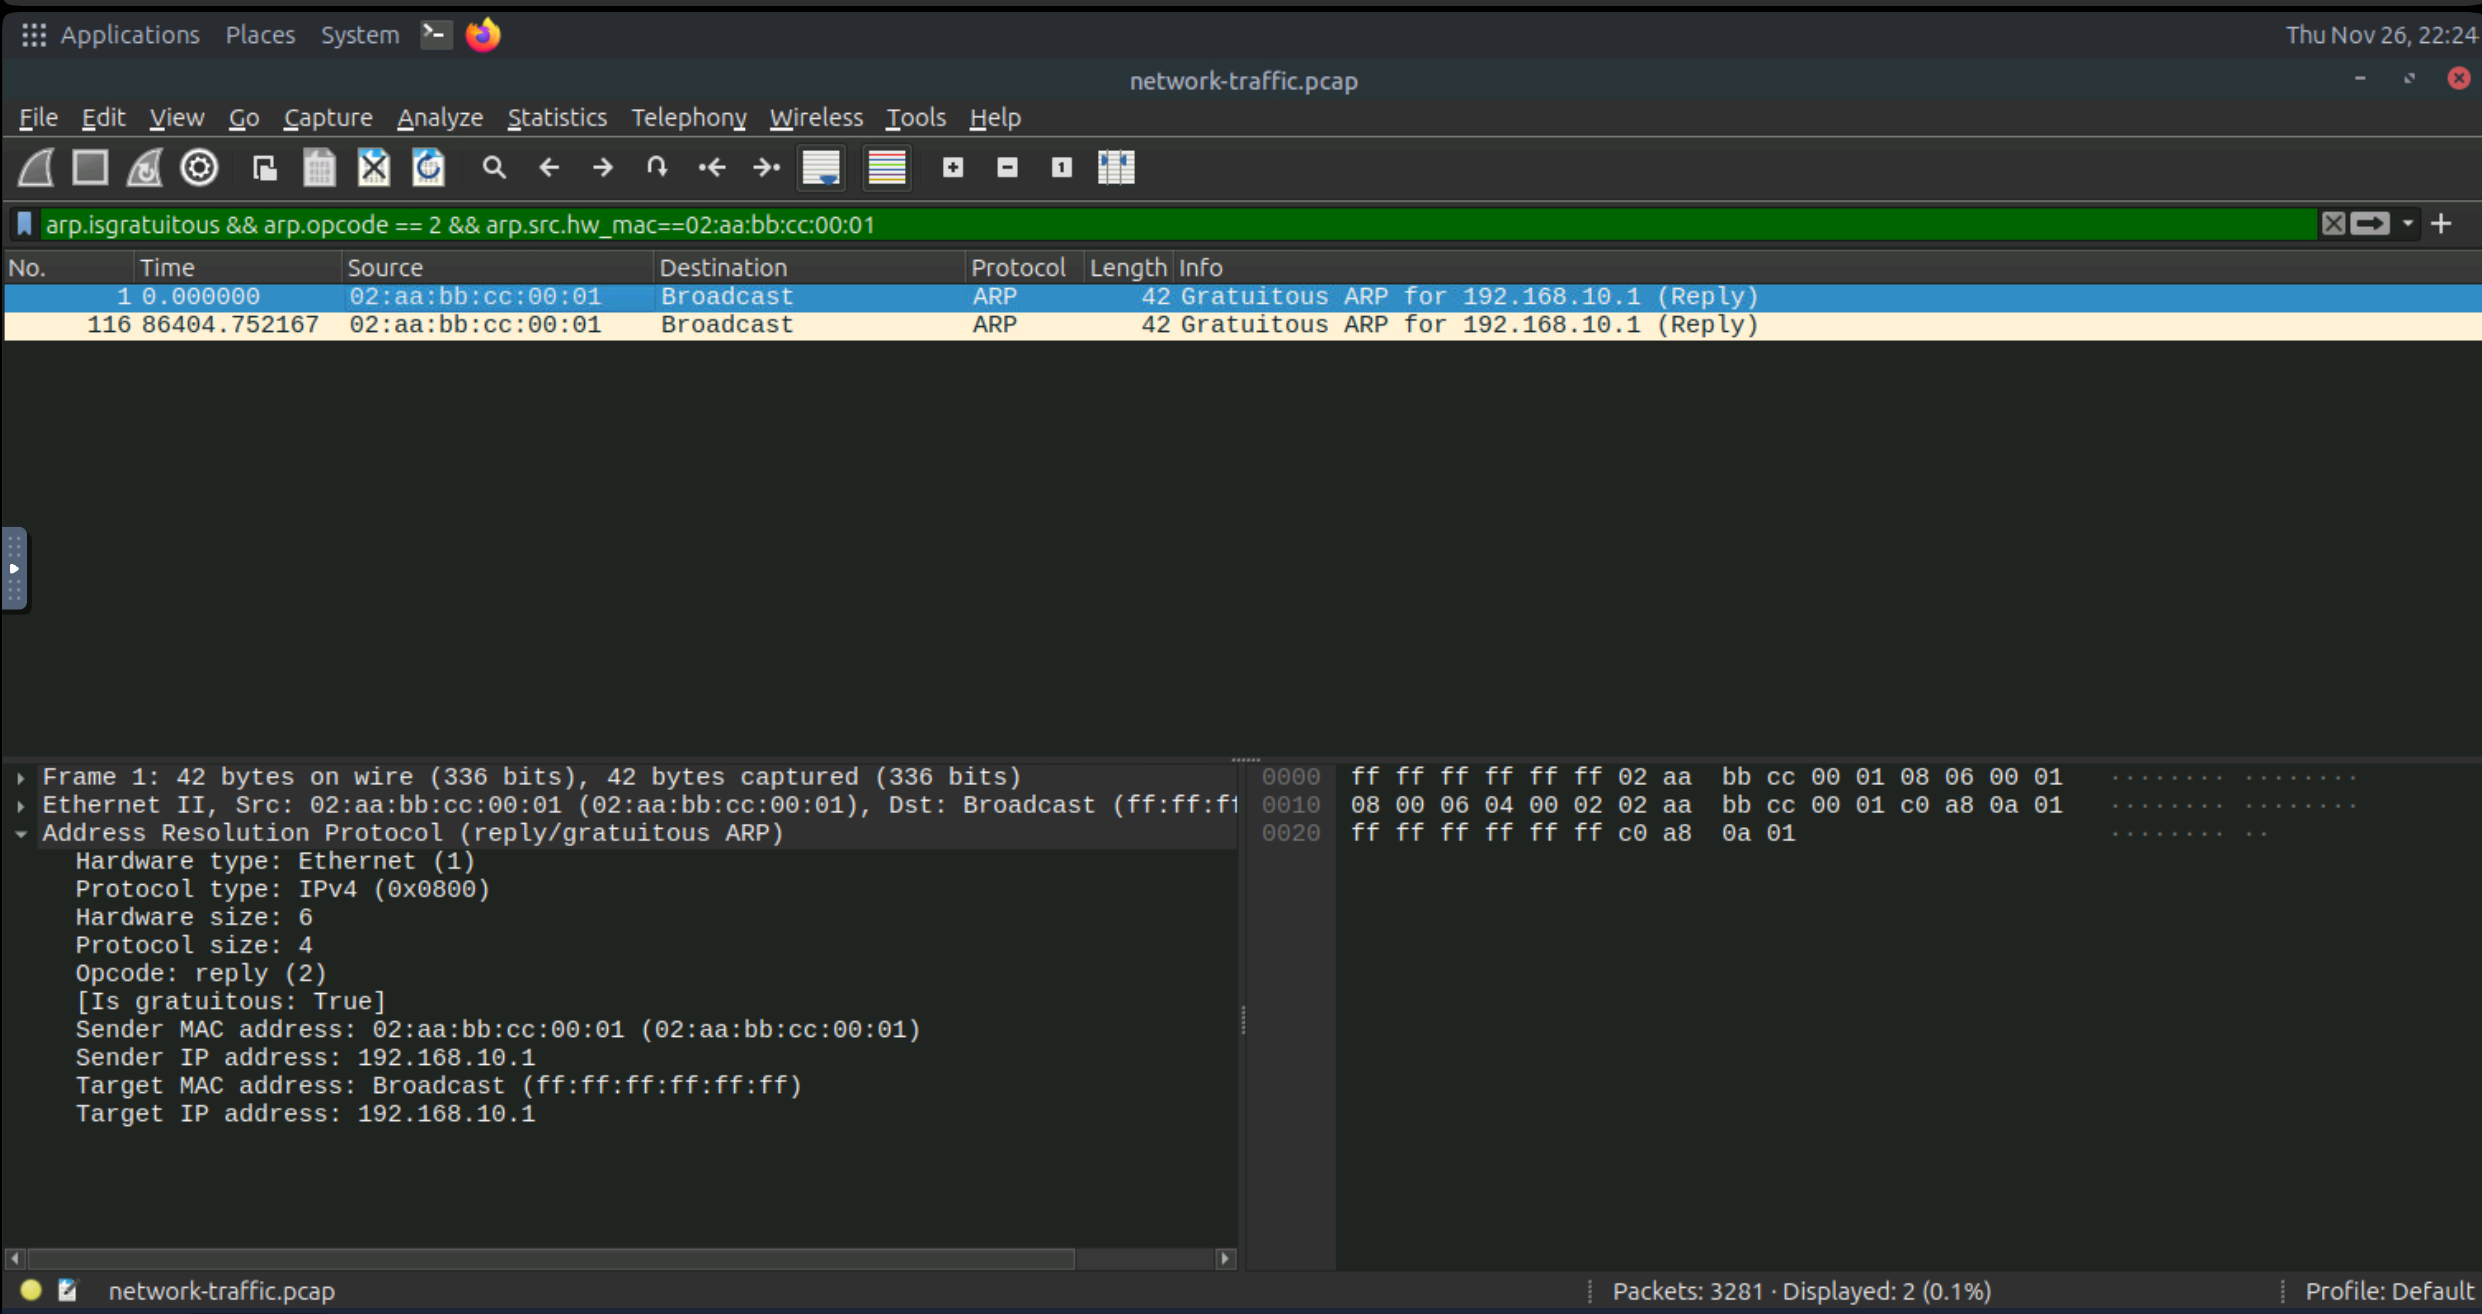 Applications Places System Thu Nov 26, 22:24
network-traffic.pcap
File Edit View Go Capture Analyze Statistics Telephony Wireless Tools Help
arp.isgratuitous && arp.opcode == 2 && arp.src.hw_mac==02:aa:bb:cc:00:01
No. Time Source Destination Protocol Length Info
1 0.000000 02:aa:bb:cc:00:01 Broadcast ARP 42 Gratuitous ARP for 192.168.10.1 (Reply)
116 86404.752167 02:aa:bb:cc:00:01 Broadcast ARP 42 Gratuitous ARP for 192.168.10.1 (Reply)
Frame 1: 42 bytes on wire (336 bits), 42 bytes captured (336 bits)
Ethernet II, Src: 02:aa:bb:cc:00:01 (02:aa:bb:cc:00:01), Dst: Broadcast (ff:ff:ff
Address Resolution Protocol (reply/gratuitous ARP)
Hardware type: Ethernet (1)
Protocol type: IPv4 (0x0800)
Hardware size: 6
Protocol size: 4
Opcode: reply (2)
[Is gratuitous: True]
Sender MAC address: 02:aa:bb:cc:00:01 (02:aa:bb:cc:00:01)
Sender IP address: 192.168.10.1
Target MAC address: Broadcast (ff:ff:ff:ff:ff:ff)
Target IP address: 192.168.10.1
0000 ff ff ff ff ff ff 02 aa bb cc 00 01 08 06 00 01 ········ ········
0010 08 00 06 04 00 02 02 aa bb cc 00 01 c0 a8 0a 01 ········ ········
0020 ff ff ff ff ff ff c0 a8 0a 01 ········ ··
network-traffic.pcap Packets: 3281 · Displayed: 2 (0.1%) Profile: Default